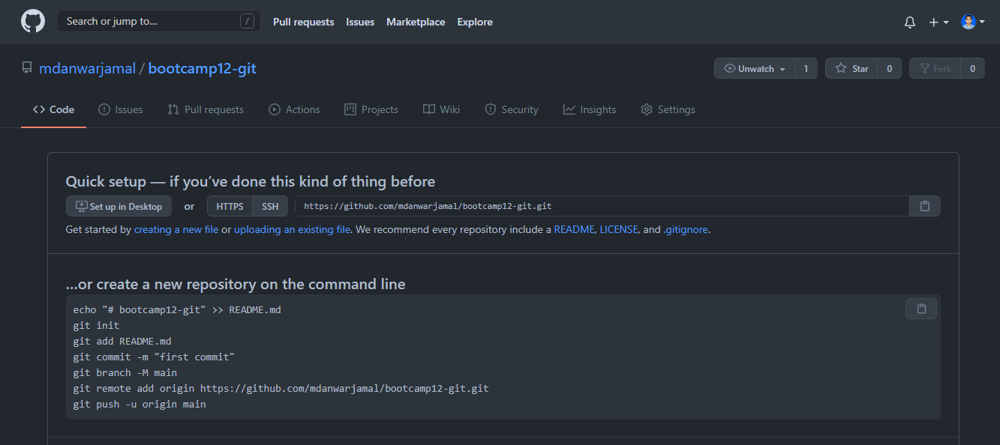 Search or jump to... / Pull requests Issues Marketplace Explore
mdanwarjamal / bootcamp12-git Unwatch 1 Star 0 Fork 0
Code Issues Pull requests Actions Projects Wiki Security Insights Settings
Quick setup — if you’ve done this kind of thing before
Set up in Desktop or HTTPS SSH https://github.com/mdanwarjamal/bootcamp12-git.git
Get started by creating a new file or uploading an existing file. We recommend every repository include a README, LICENSE, and .gitignore.
…or create a new repository on the command line
echo "# bootcamp12-git" >> README.md
git init
git add README.md
git commit -m "first commit"
git branch -M main
git remote add origin https://github.com/mdanwarjamal/bootcamp12-git.git
git push -u origin main